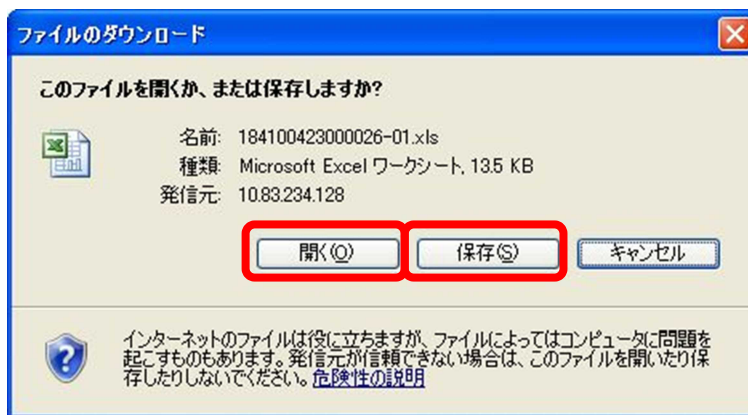 ファイルのダウンロード
このファイルを開くか、または保存しますか?
名前: 184100423000026-01.xls
種類: Microsoft Excel ワークシート, 13.5 KB
発信元: 10.83.234.128
開く(O) 保存(S) キャンセル
インターネットのファイルは役に立ちますが、ファイルによってはコンピュータに問題を
起こすものもあります。発信元が信頼できない場合は、このファイルを開いたり保
存したりしないでください。危険性の説明